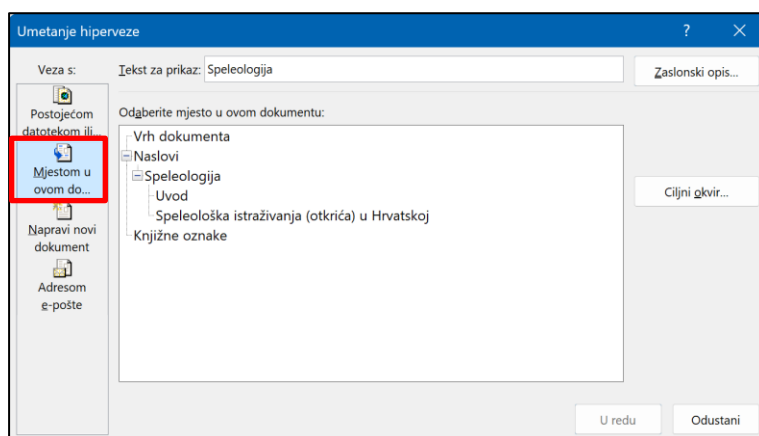 Umetanje hiperveze
?
Veza s:
Tekst za prikaz: Speleologija
Zaslonski opis...
Postojećom
datotekom ili...
Mjestom u
ovom do...
Napravi novi
dokument
Adresom
e-pošte
Odaberite mjesto u ovom dokumentu:
Vrh dokumenta
Naslovi
Speleologija
Uvod
Speleološka istraživanja (otkrića) u Hrvatskoj
Knjižne oznake
Ciljni okvir...
U redu
Odustani